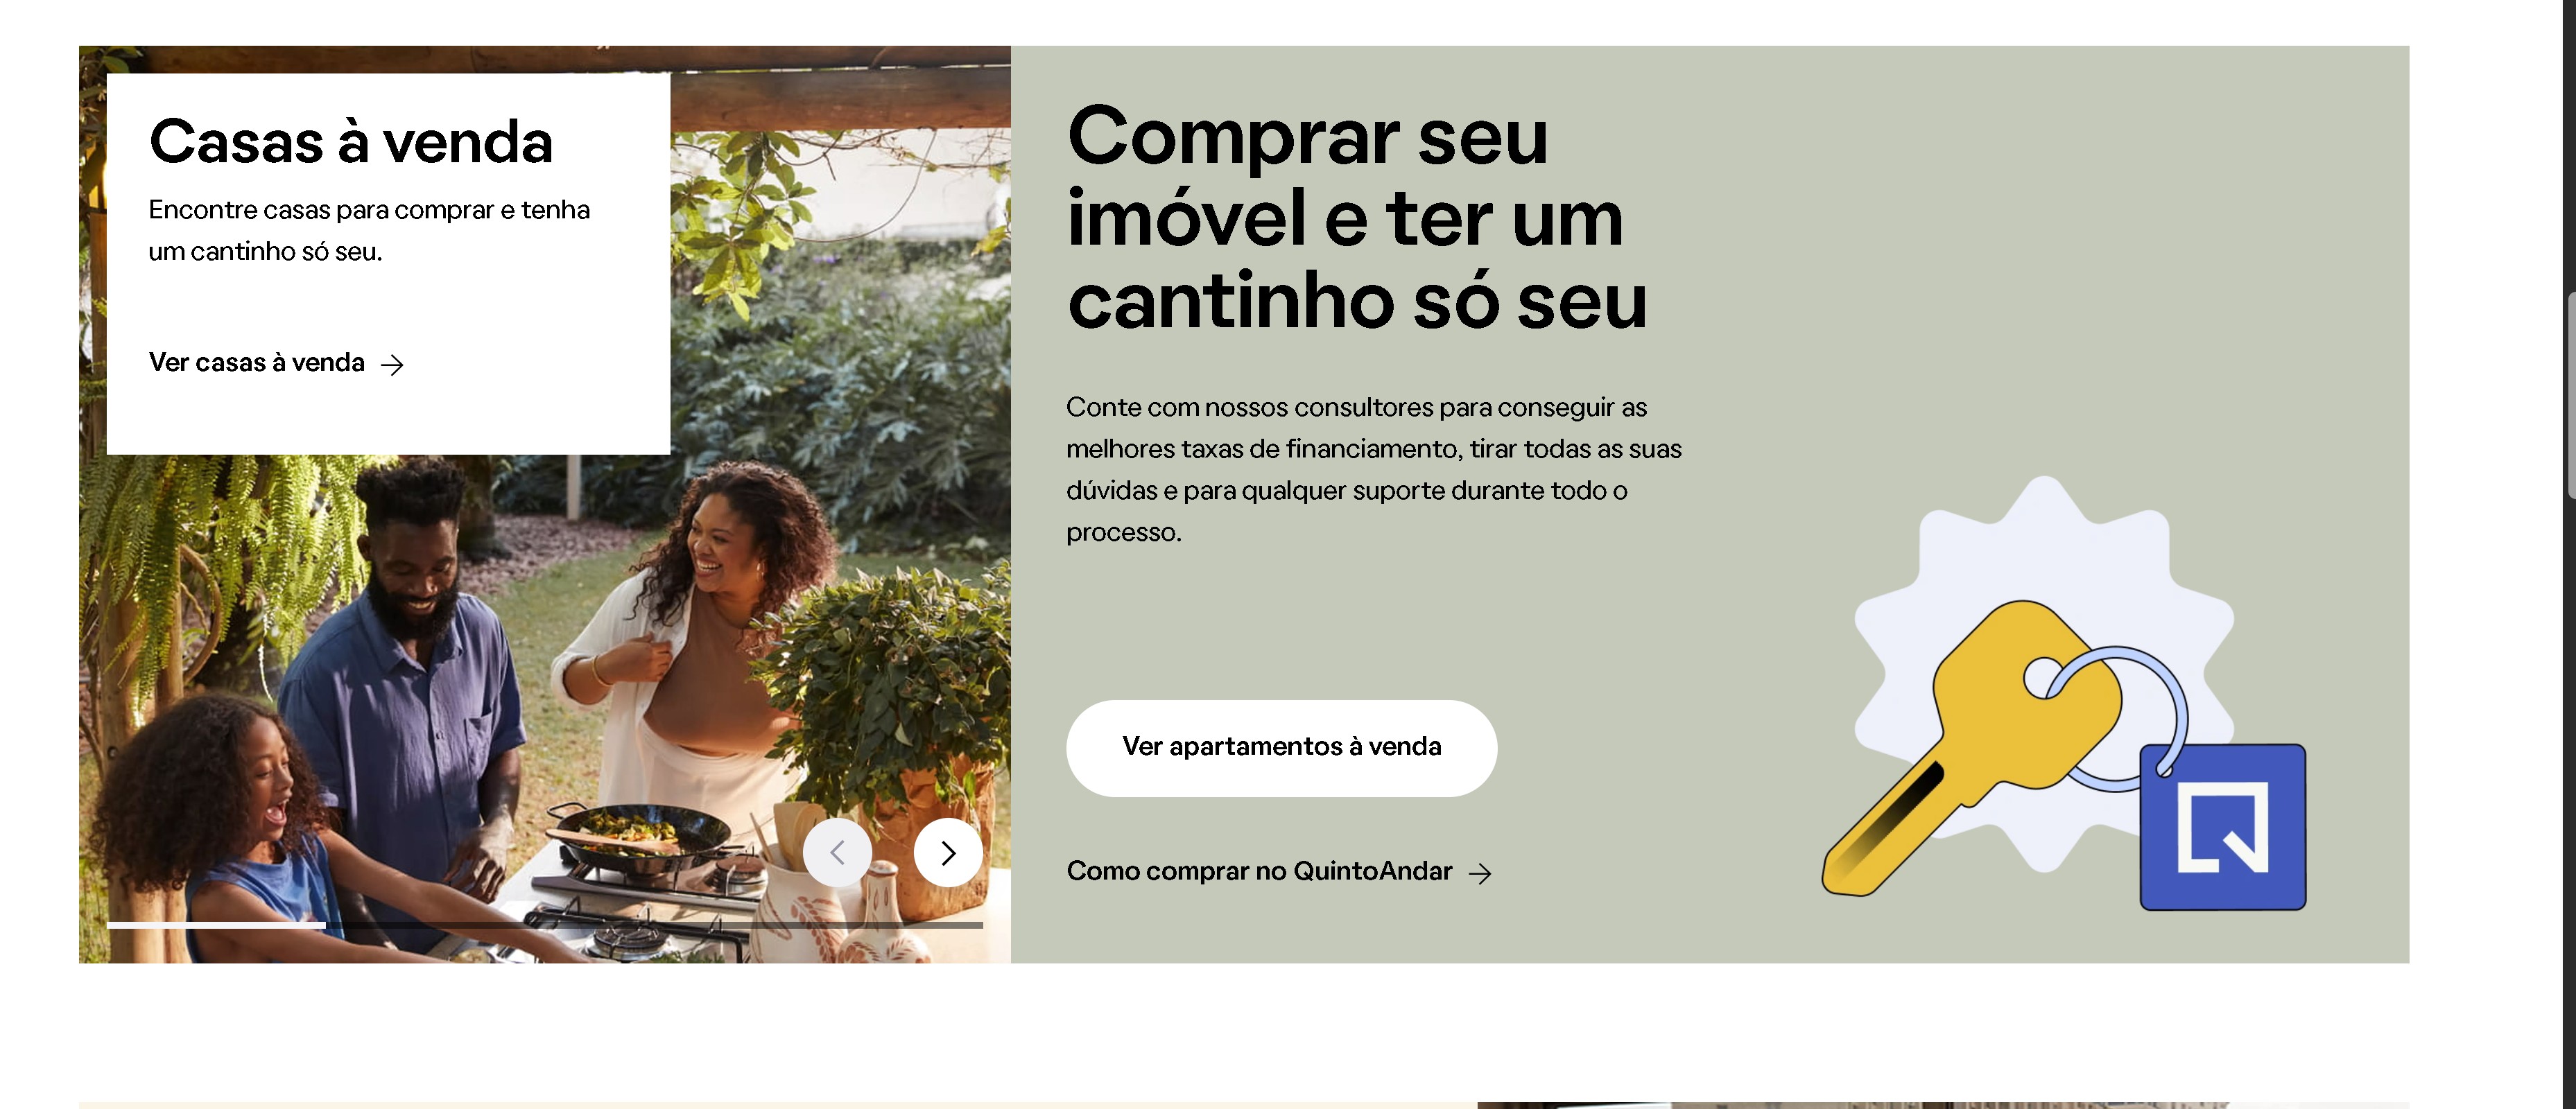 Casas à venda
Encontre casas para comprar e tenha
um cantinho só seu.
Ver casas à venda
Comprar seu
imóvel e ter um
cantinho só seu
Conte com nossos consultores para conseguir as
melhores taxas de financiamento, tirar todas as suas
dúvidas e para qualquer suporte durante todo o
processo.
Ver apartamentos à venda
Como comprar no QuintoAndar